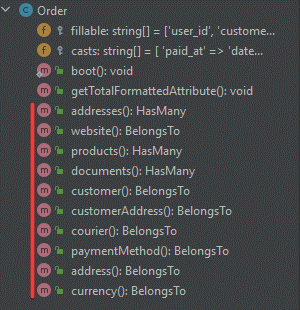 C Order
f fillable: string[] = ['user_id', 'custome...
f casts: string[] = [ 'paid_at' => 'date...
m boot(): void
m getTotalFormattedAttribute(): void
m addresses(): HasMany
m website(): BelongsTo
m products(): HasMany
m documents(): HasMany
m customer(): BelongsTo
m customerAddress(): BelongsTo
m courier(): BelongsTo
m paymentMethod(): BelongsTo
m address(): BelongsTo
m currency(): BelongsTo